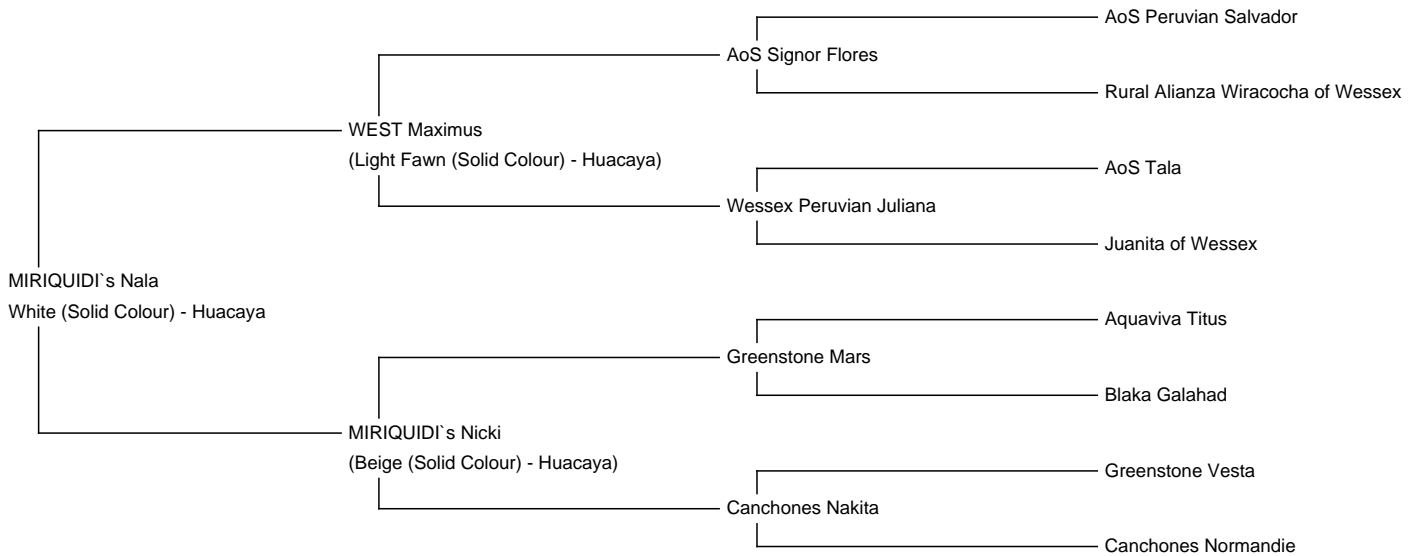 AoS Peruvian Salvador
AoS Signor Flores
Rural Alianza Wiracocha of Wessex
WEST Maximus
(Light Fawn (Solid Colour) - Huacaya)
AoS Tala
Wessex Peruvian Juliana
Juanita of Wessex
MIRIQUIDI`s Nala
White (Solid Colour) - Huacaya
Aquaviva Titus
Greenstone Mars
Blaka Galahad
MIRIQUIDI`s Nicki
(Beige (Solid Colour) - Huacaya)
Greenstone Vesta
Canchones Nakita
Canchones Normandie